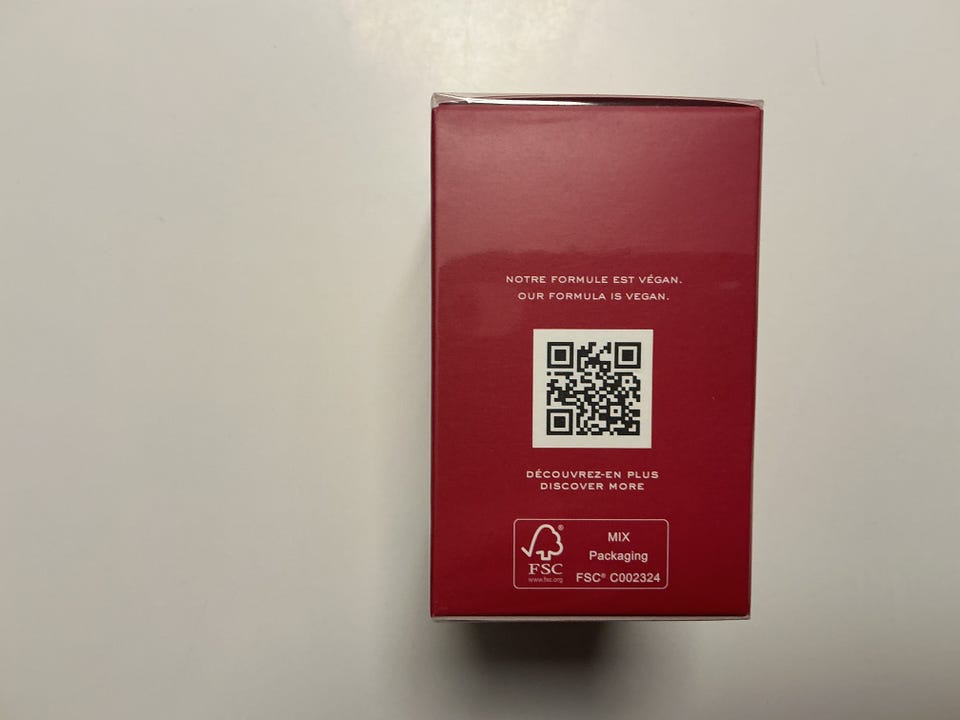 NOTRE FORMULE EST VÉGAN.
OUR FORMULA IS VEGAN.
DÉCOUVREZ-EN PLUS
DISCOVER MORE
FSC
www.fsc.org
MIX
Packaging
FSC® C002324